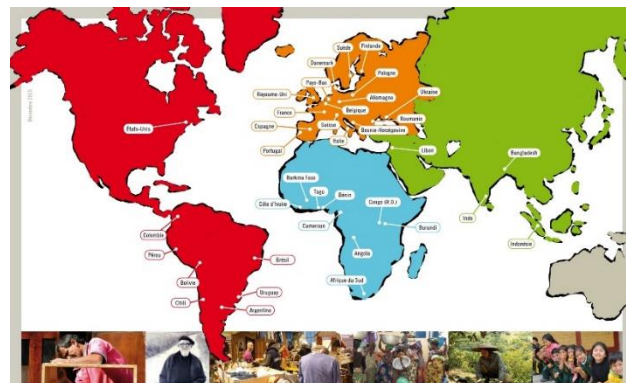 Suède
Finlande
Danemark
Pologne
Pays-Bas
Ukraine
Royaume-Uni
Allemagne
Belgique
France
Roumanie
Suisse
Espagne
Bosnie-Herzégovine
Portugal
Italie
États-Unis
Liban
Bangladesh
Burkina Faso
Togo
Bénin
Côte d'Ivoire
Congo (R.D.)
Inde
Cameroun
Burundi
Indonésie
Colombie
Pérou
Brésil
Angola
Bolivie
Afrique du Sud
Uruguay
Chili
Argentine